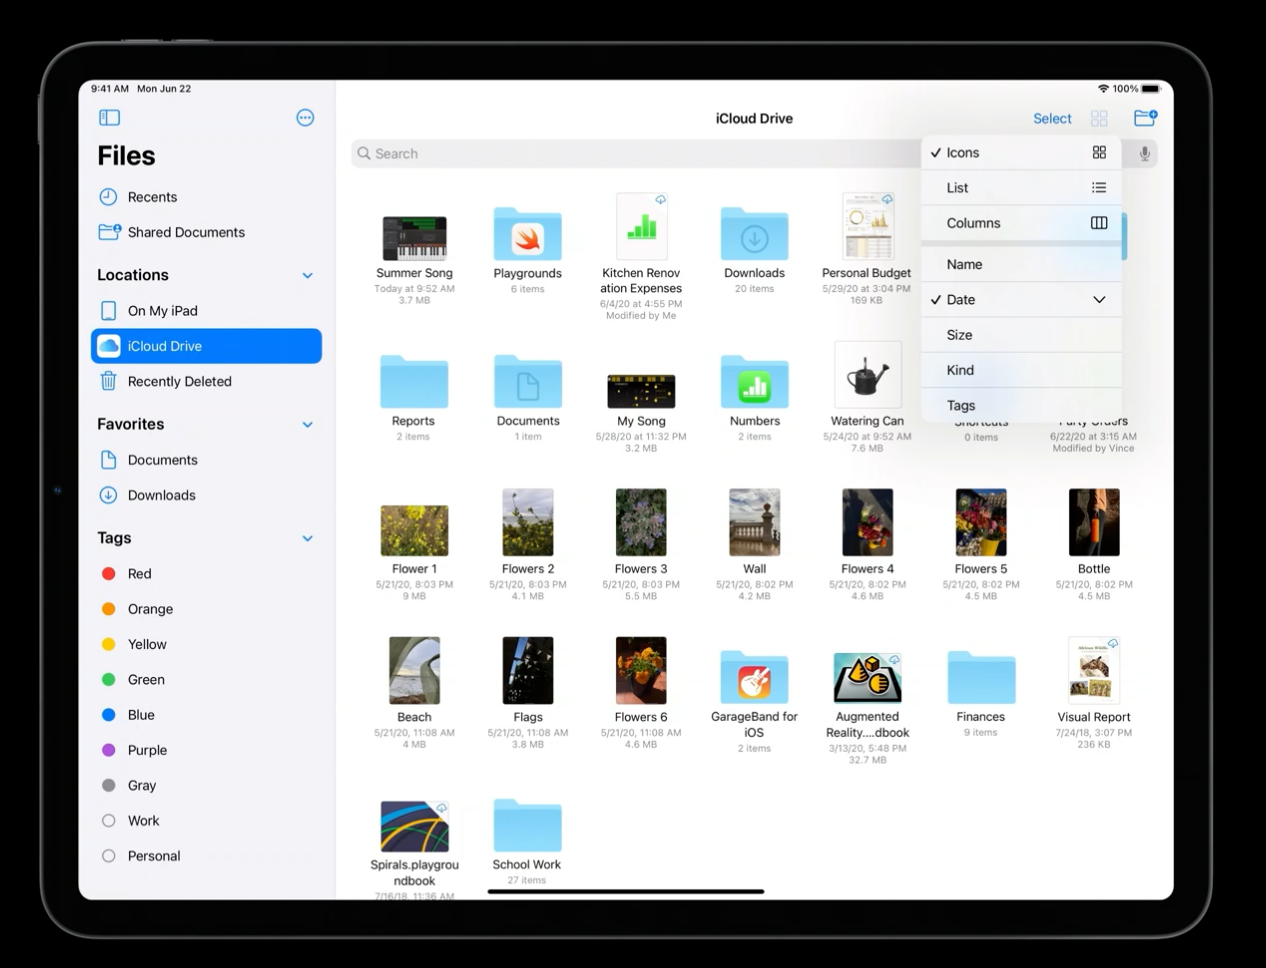 9:41 AM Mon Jun 22
100%
Files
Recents
Shared Documents
Locations
On My iPad
iCloud Drive
Recently Deleted
Favorites
Documents
Downloads
Tags
Red
Orange
Yellow
Green
Blue
Purple
Gray
Work
Personal
iCloud Drive
Select
Search
Icons
List
Columns
Name
Date
Size
Kind
Tags
Summer Song
Today at 9:52 AM
3.7 MB
Playgrounds
6 items
Kitchen Renov
ation Expenses
6/4/20 at 4:55 PM
Modified by Me
Downloads
20 items
Personal Budget
5/29/20 at 3:04 PM
169 KB
Reports
2 items
Documents
1 item
My Song
5/28/20 at 11:32 PM
3.2 MB
Numbers
2 items
Watering Can
5/24/20 at 9:52 AM
7.6 MB
Shortcuts
0 items
Party Orders
6/22/20 at 3:15 AM
Modified by Vince
Flower 1
5/21/20, 8:03 PM
9 MB
Flowers 2
5/21/20, 8:03 PM
4.1 MB
Flowers 3
5/21/20, 8:03 PM
5.5 MB
Wall
5/21/20, 8:02 PM
4.2 MB
Flowers 4
5/21/20, 8:02 PM
4.6 MB
Flowers 5
5/21/20, 8:02 PM
4.5 MB
Bottle
5/21/20, 8:02 PM
4.5 MB
Beach
5/21/20, 11:08 AM
4 MB
Flags
5/21/20, 11:08 AM
3.8 MB
Flowers 6
5/21/20, 11:08 AM
4.6 MB
GarageBand for
iOS
2 items
Augmented
Reality....dbook
3/13/20, 5:48 PM
32.7 MB
Finances
9 items
Visual Report
7/24/18, 3:07 PM
236 KB
Spirals.playgrou
ndbook
7/16/18, 11:36 AM
School Work
27 items